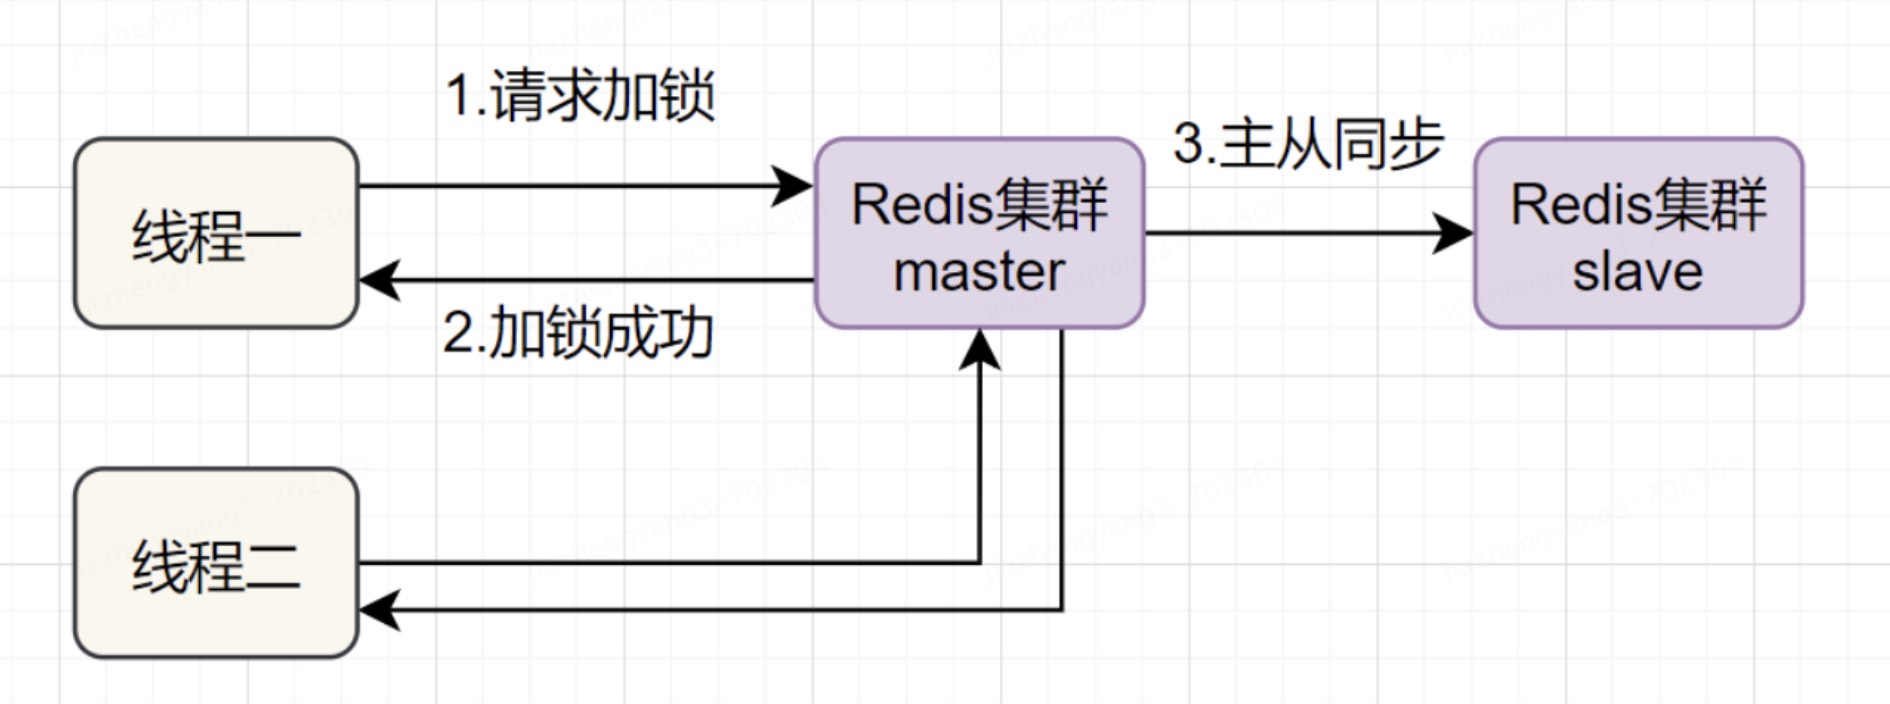 1.请求加锁
3.主从同步
线程一
Redis集群
master
Redis集群
slave
2.加锁成功
线程二